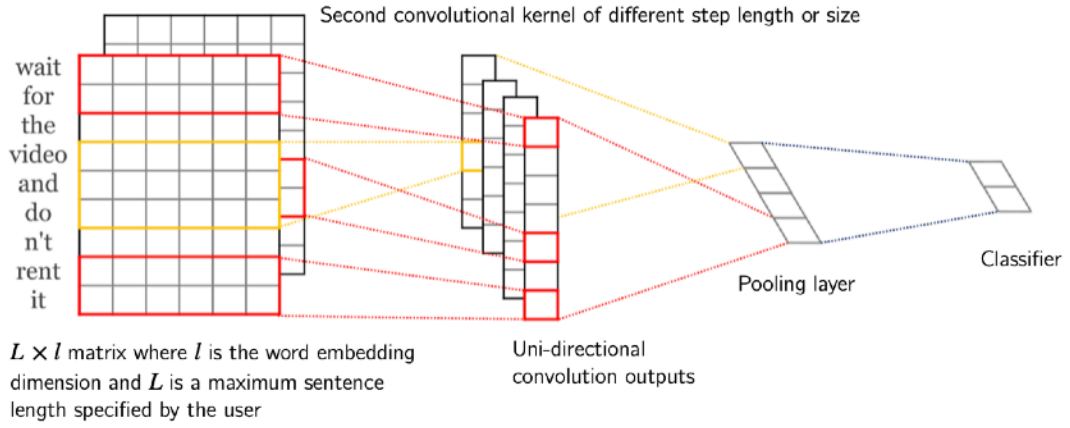 Second convolutional kernel of different step length or size
wait
for
the
video
and
do
n't
rent
it
Pooling layer
Classifier
L × l matrix where l is the word embedding
dimension and L is a maximum sentence
length specified by the user
Uni-directional
convolution outputs